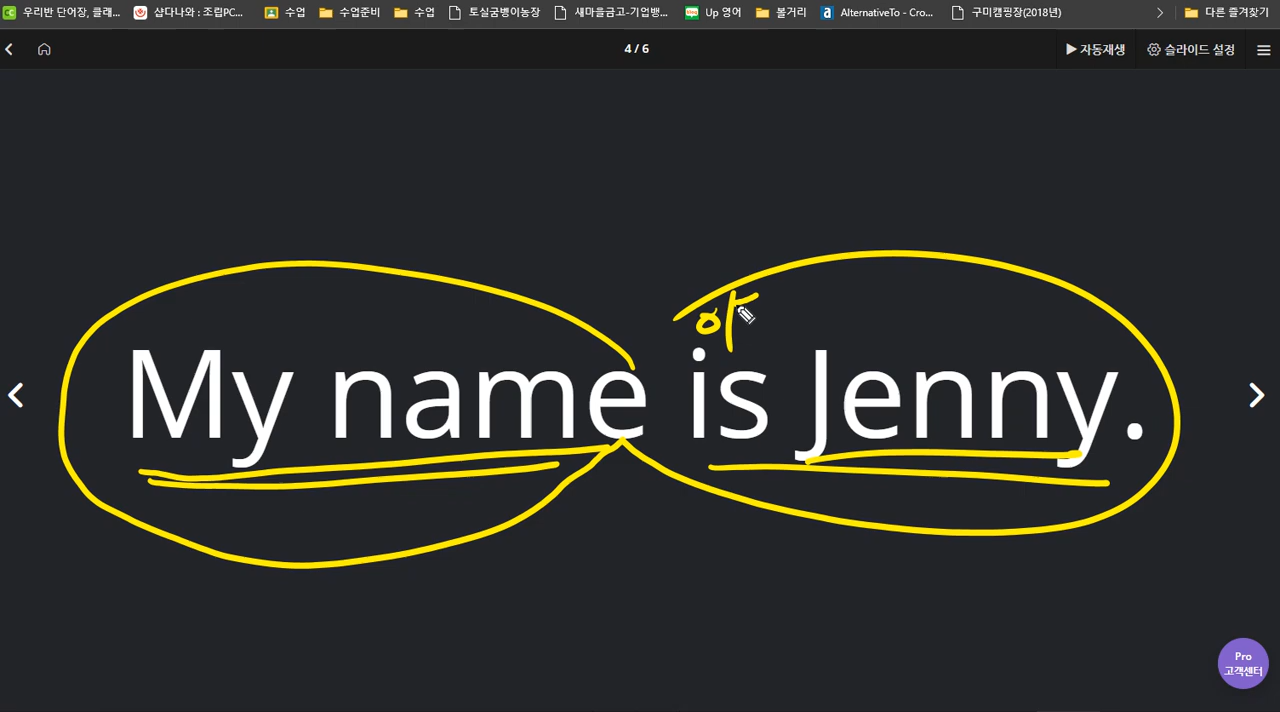 우리반 단어장, 클래... 샵다나와 : 조립PC... 수업 수업준비 수업 토실굼벵이농장 새마을금고-기업뱅... Up 영어 볼거리 AlternativeTo - Cro... 구미캠핑장(2018년) 다른 즐겨찾기
4 / 6 자동재생 슬라이드 설정
My name is Jenny.
Pro
고객센터